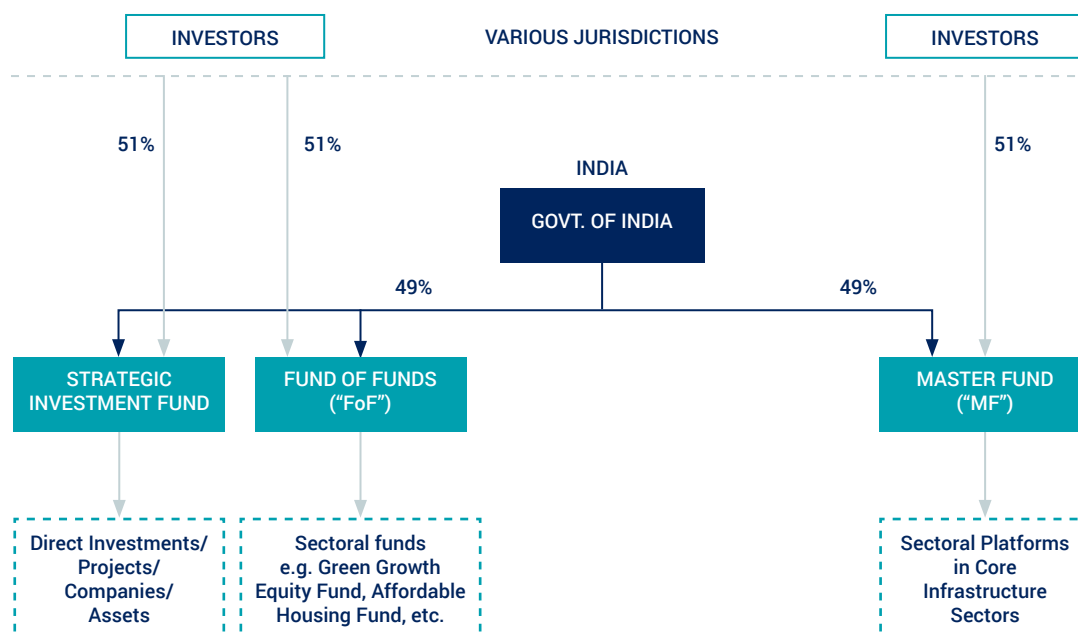 INVESTORS
VARIOUS JURISDICTIONS
INVESTORS
51%
51%
51%
INDIA
GOVT. OF INDIA
49%
49%
STRATEGIC
INVESTMENT FUND
FUND OF FUNDS
(“FoF”)
MASTER FUND
(“MF”)
Direct Investments/
Projects/
Companies/
Assets
Sectoral funds
e.g. Green Growth
Equity Fund, Affordable
Housing Fund, etc.
Sectoral Platforms
in Core
Infrastructure
Sectors